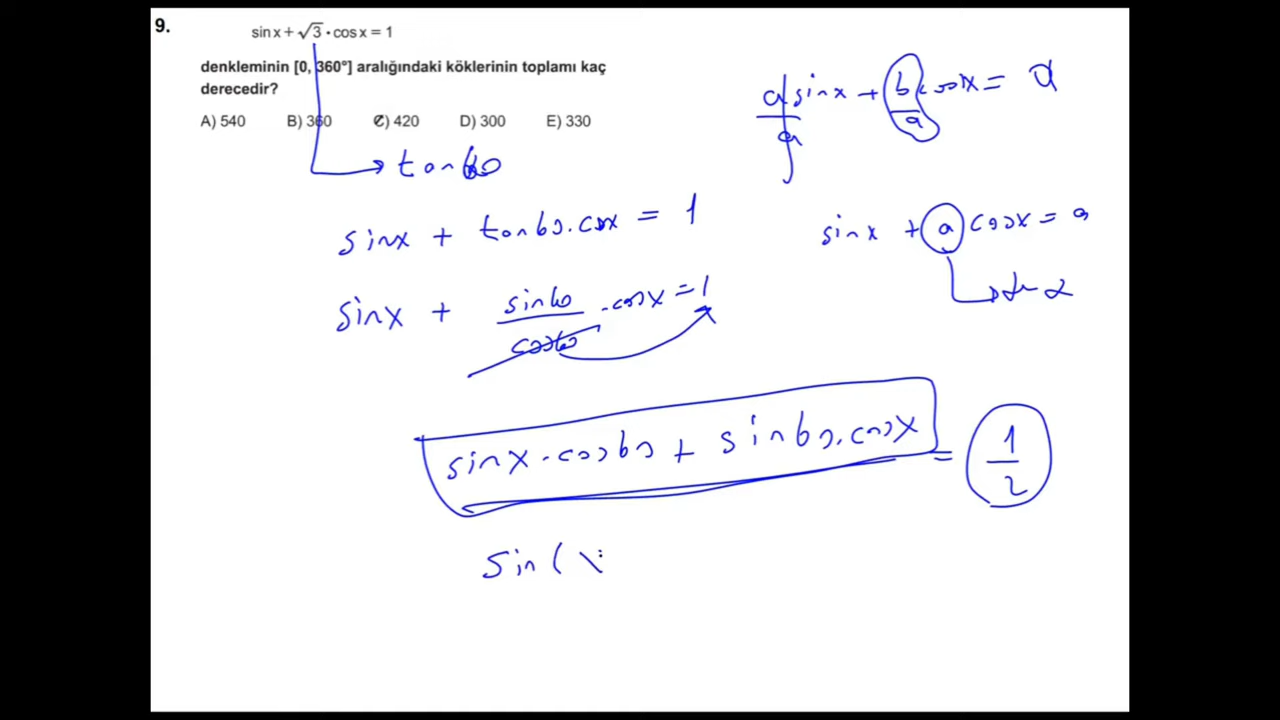 9.
sin x + √3 · cos x = 1
denkleminin [0, 360°] aralığındaki köklerinin toplamı kaç
derecedir?
A) 540 B) 360 C) 420 D) 300 E) 330
tan60
sinx + tan60.cosx = 1
sinx + sin60/cos60 .cosx = 1
sinx.cos60 + sin60.cosx = 1/2
sin(x
a/a sinx + b/a cosx = a
sinx + a cosx = a